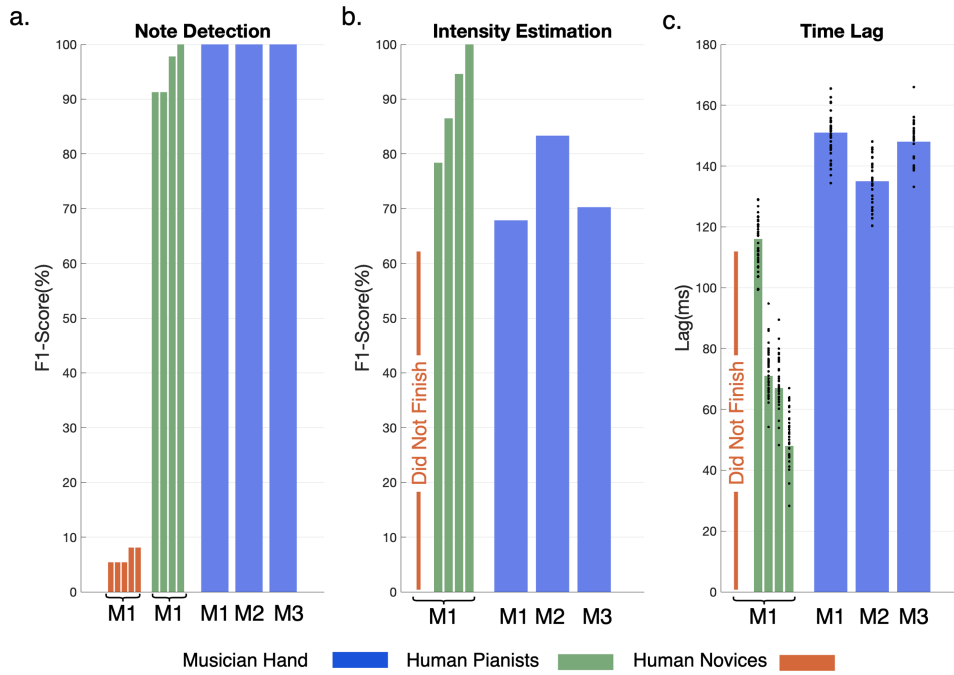 a.
Note Detection
F1-Score(%)
100
90
80
70
60
50
40
30
20
10
0
M1
M1
M1
M2
M3
b.
Intensity Estimation
F1-Score(%)
100
90
80
70
60
50
40
30
20
10
0
Did Not Finish
M1
M1
M2
M3
c.
Time Lag
Lag(ms)
180
160
140
120
100
80
60
40
20
0
Did Not Finish
M1
M1
M2
M3
Musician Hand
Human Pianists
Human Novices